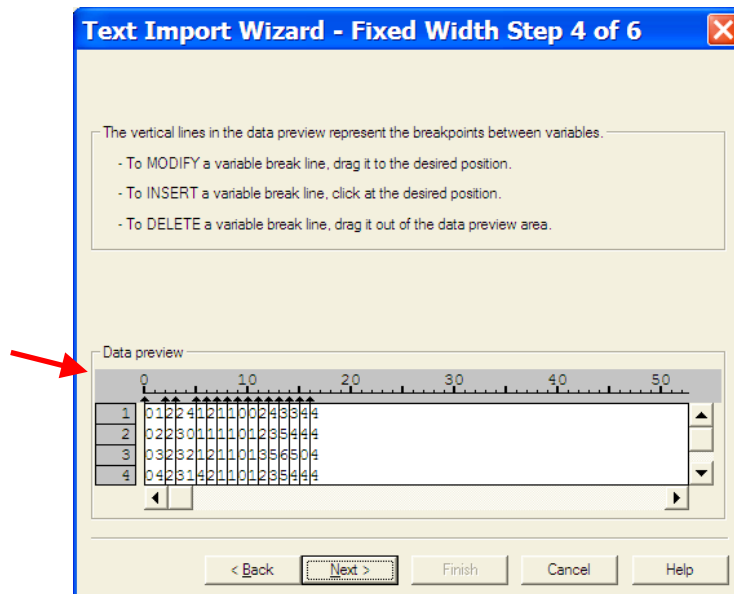 Text Import Wizard - Fixed Width Step 4 of 6
The vertical lines in the data preview represent the breakpoints between variables.
- To MODIFY a variable break line, drag it to the desired position.
- To INSERT a variable break line, click at the desired position.
- To DELETE a variable break line, drag it out of the data preview area.
Data preview
0 10 20 30 40 50
1 01224121100243344
2 02230111101235444
3 03232121101356504
4 04231421101235444
< Back Next > Finish Cancel Help